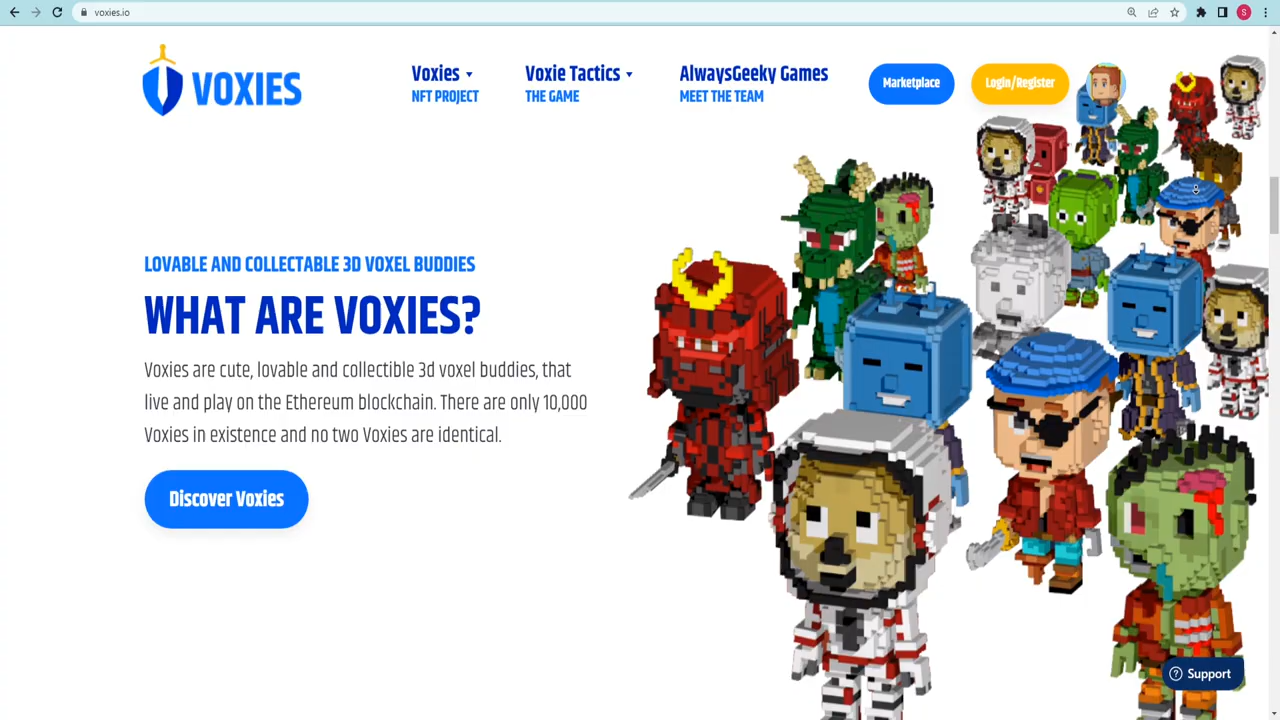 voxies.io
S
VOXIES
Voxies
NFT PROJECT
Voxie Tactics
THE GAME
AlwaysGeeky Games
MEET THE TEAM
Marketplace
Login/Register
LOVABLE AND COLLECTABLE 3D VOXEL BUDDIES
WHAT ARE VOXIES?
Voxies are cute, lovable and collectible 3d voxel buddies, that
live and play on the Ethereum blockchain. There are only 10,000
Voxies in existence and no two Voxies are identical.
Discover Voxies
Support